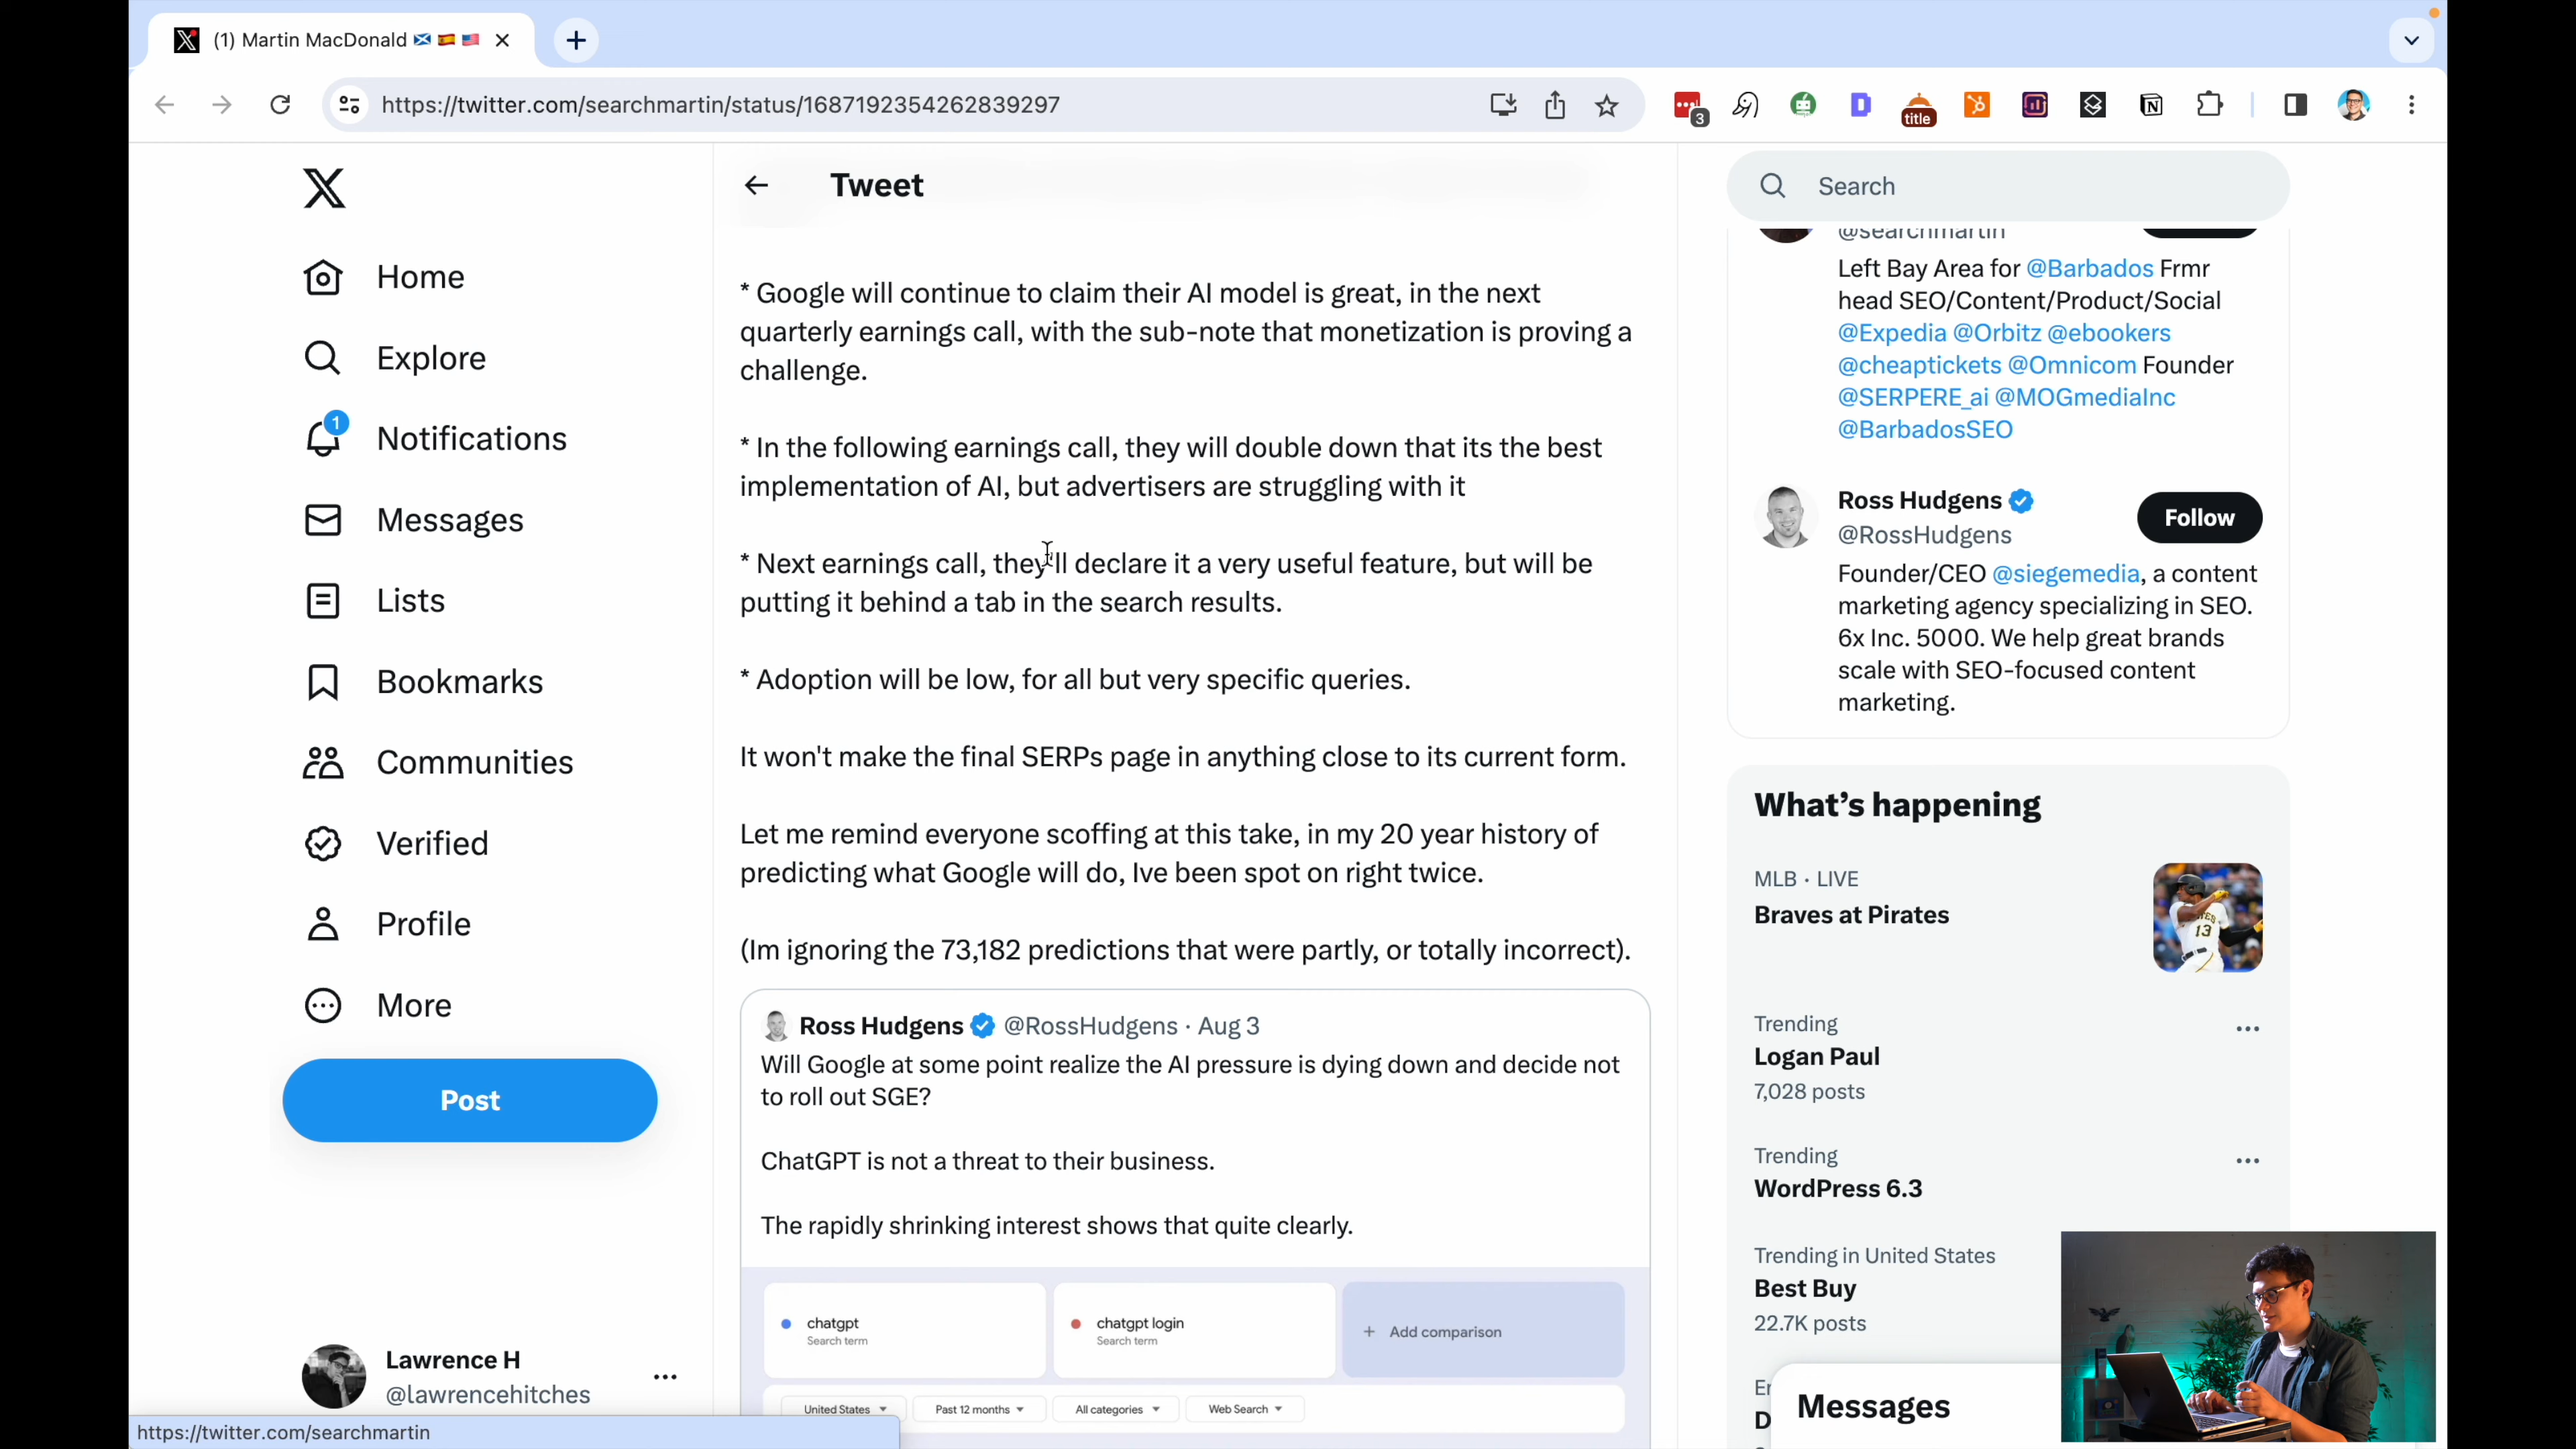 (1) Martin MacDonald
https://twitter.com/searchmartin/status/1687192354262839297
3
title
Home
Explore
1
Notifications
Messages
Lists
Bookmarks
Communities
Verified
Profile
More
Post
Lawrence H
@lawrencehitches
https://twitter.com/searchmartin
Tweet
* Google will continue to claim their AI model is great, in the next
quarterly earnings call, with the sub-note that monetization is proving a
challenge.
* In the following earnings call, they will double down that its the best
implementation of AI, but advertisers are struggling with it
* Next earnings call, they'll declare it a very useful feature, but will be
putting it behind a tab in the search results.
* Adoption will be low, for all but very specific queries.
It won't make the final SERPs page in anything close to its current form.
Let me remind everyone scoffing at this take, in my 20 year history of
predicting what Google will do, Ive been spot on right twice.
(Im ignoring the 73,182 predictions that were partly, or totally incorrect).
Ross Hudgens @RossHudgens · Aug 3
Will Google at some point realize the AI pressure is dying down and decide not
to roll out SGE?
ChatGPT is not a threat to their business.
The rapidly shrinking interest shows that quite clearly.
chatgpt
Search term
chatgpt login
Search term
+ Add comparison
United States
Past 12 months
All categories
Web Search
Search
@searchmartin
Left Bay Area for @Barbados Frmr
head SEO/Content/Product/Social
@Expedia @Orbitz @ebookers
@cheaptickets @Omnicom Founder
@SERPERE_ai @MOGmediaInc
@BarbadosSEO
Ross Hudgens
@RossHudgens
Follow
Founder/CEO @siegemedia, a content
marketing agency specializing in SEO.
6x Inc. 5000. We help great brands
scale with SEO-focused content
marketing.
What's happening
MLB · LIVE
Braves at Pirates
Trending
Logan Paul
7,028 posts
Trending
WordPress 6.3
Trending in United States
Best Buy
22.7K posts
Messages